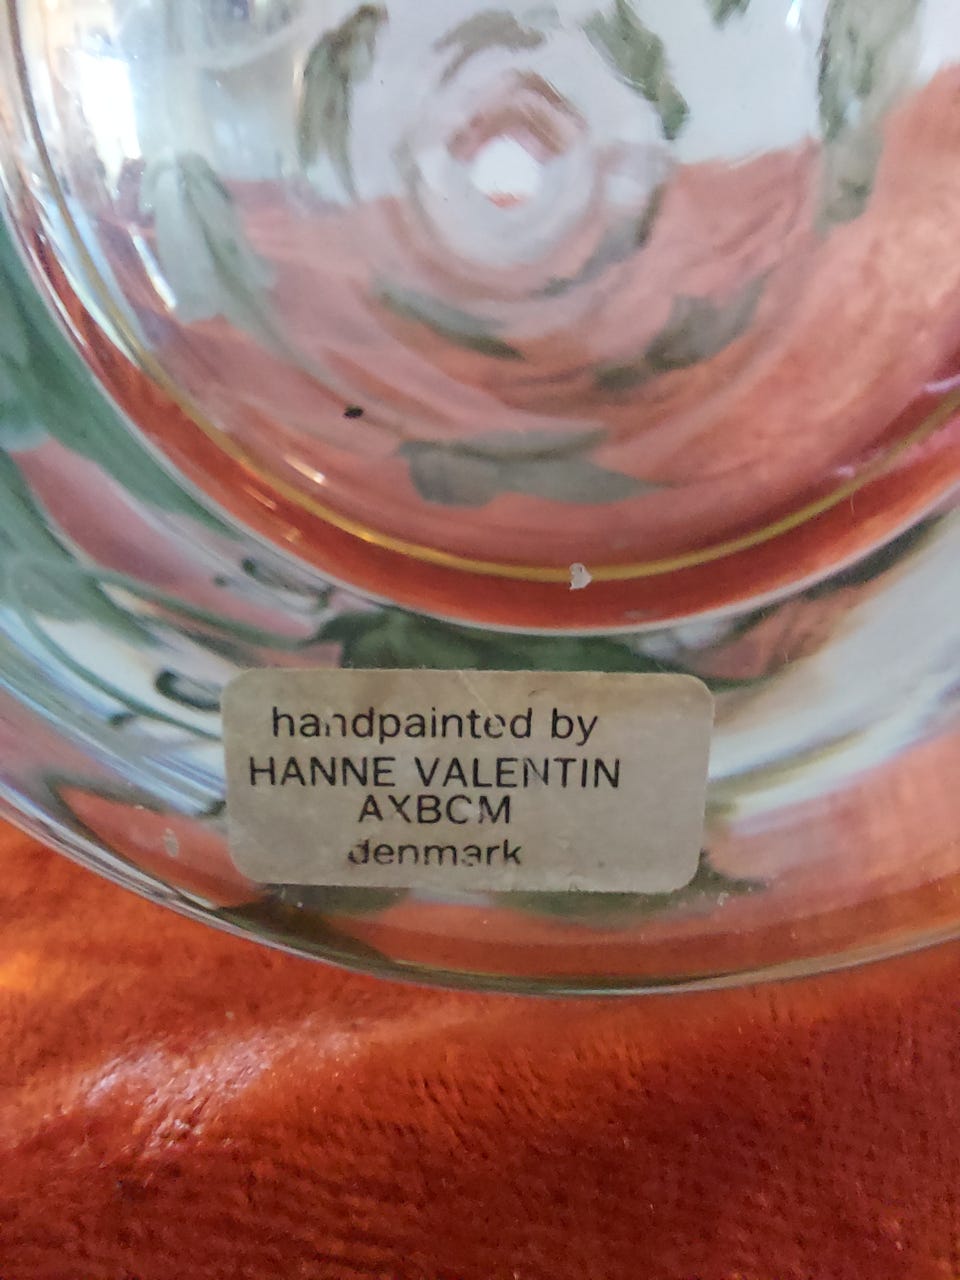 handpainted by
HANNE VALENTIN
AXBCM
denmark